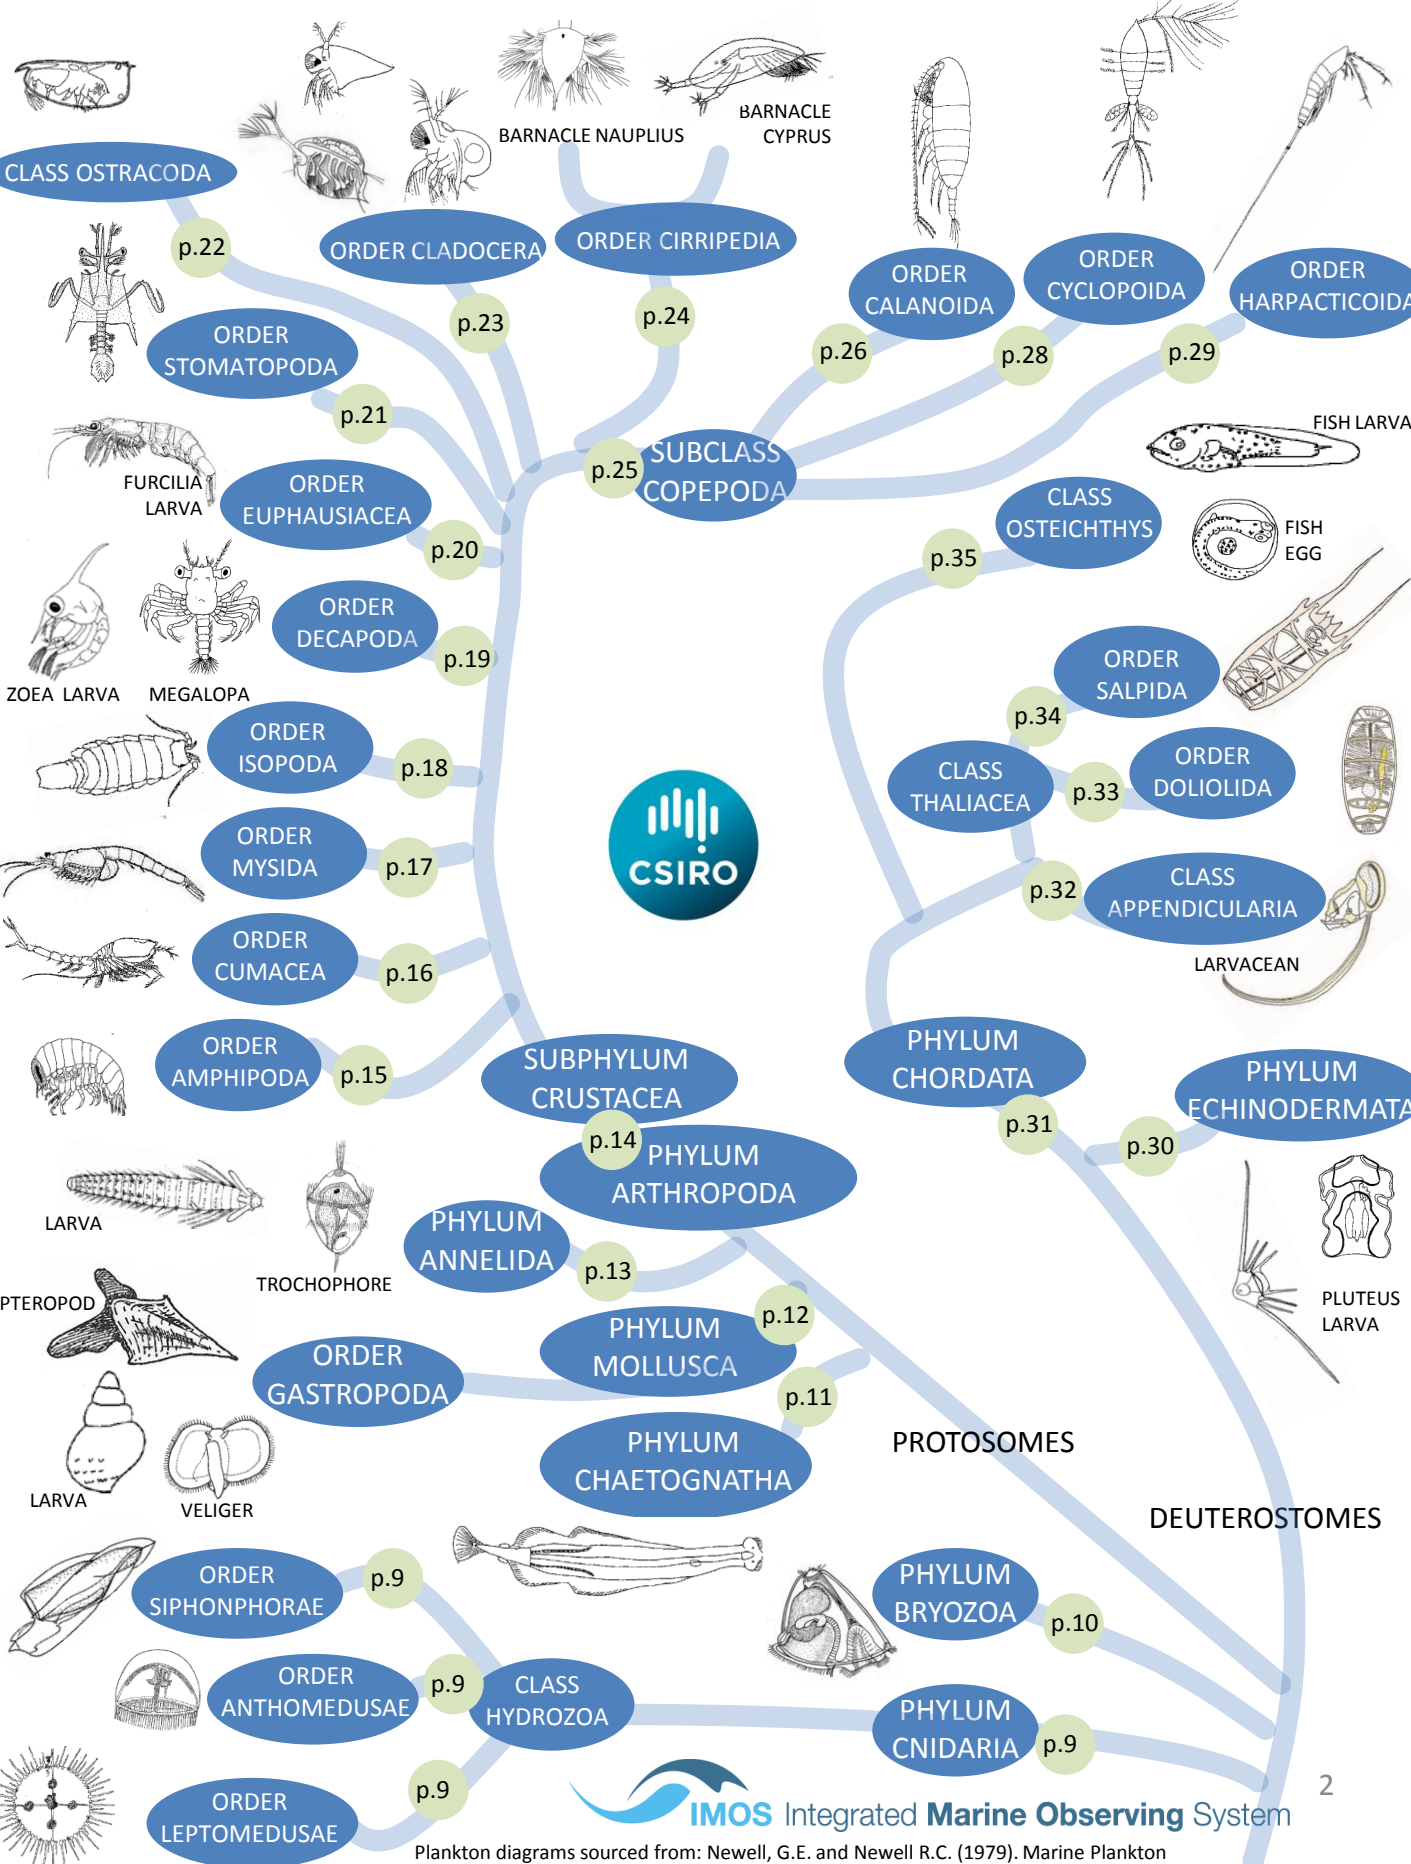 BARNACLE NAUPLIUS
BARNACLE
CYPRUS
CLASS OSTRACODA
p.22
ORDER CLADOCERA
p.23
ORDER CIRRIPEDIA
p.24
ORDER
CALANOIDA
p.26
ORDER
CYCLOPOIDA
p.28
ORDER
HARPACTICOIDA
p.29
ORDER
STOMATOPODA
p.21
p.25
SUBCLASS
COPEPODA
FISH LARVA
FURCILIA
LARVA
ORDER
EUPHAUSIACEA
p.20
CLASS
OSTEICHTHYS
p.35
FISH
EGG
ORDER
DECAPODA
p.19
ZOEA LARVA
MEGALOPA
ORDER
SALPIDA
p.34
ORDER
ISOPODA
p.18
CLASS
THALIACEA
p.33
ORDER
DOLIOLIDA
CSIRO
ORDER
MYSIDA
p.17
p.32
CLASS
APPENDICULARIA
LARVACEAN
ORDER
CUMACEA
p.16
ORDER
AMPHIPODA
p.15
SUBPHYLUM
CRUSTACEA
p.14
PHYLUM
ARTHROPODA
PHYLUM
CHORDATA
p.31
PHYLUM
ECHINODERMATA
p.30
LARVA
TROCHOPHORE
PHYLUM
ANNELIDA
p.13
PTEROPOD
PLUTEUS
LARVA
p.12
PHYLUM
MOLLUSCA
ORDER
GASTROPODA
p.11
PHYLUM
CHAETOGNATHA
PROTOSOMES
LARVA
VELIGER
DEUTEROSTOMES
ORDER
SIPHONPHORAE
p.9
PHYLUM
BRYOZOA
p.10
ORDER
ANTHOMEDUSAE
p.9
CLASS
HYDROZOA
PHYLUM
CNIDARIA
p.9
ORDER
LEPTOMEDUSAE
p.9
2
IMOS Integrated Marine Observing System
Plankton diagrams sourced from: Newell, G.E. and Newell R.C. (1979). Marine Plankton